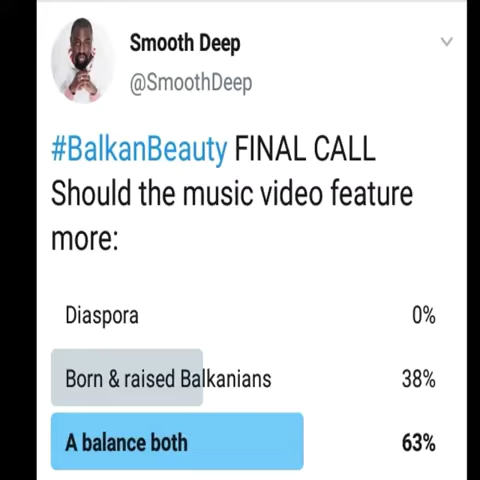 Smooth Deep
@SmoothDeep
#BalkanBeauty FINAL CALL
Should the music video feature
more:
Diaspora 0%
Born & raised Balkanians 38%
A balance both 63%